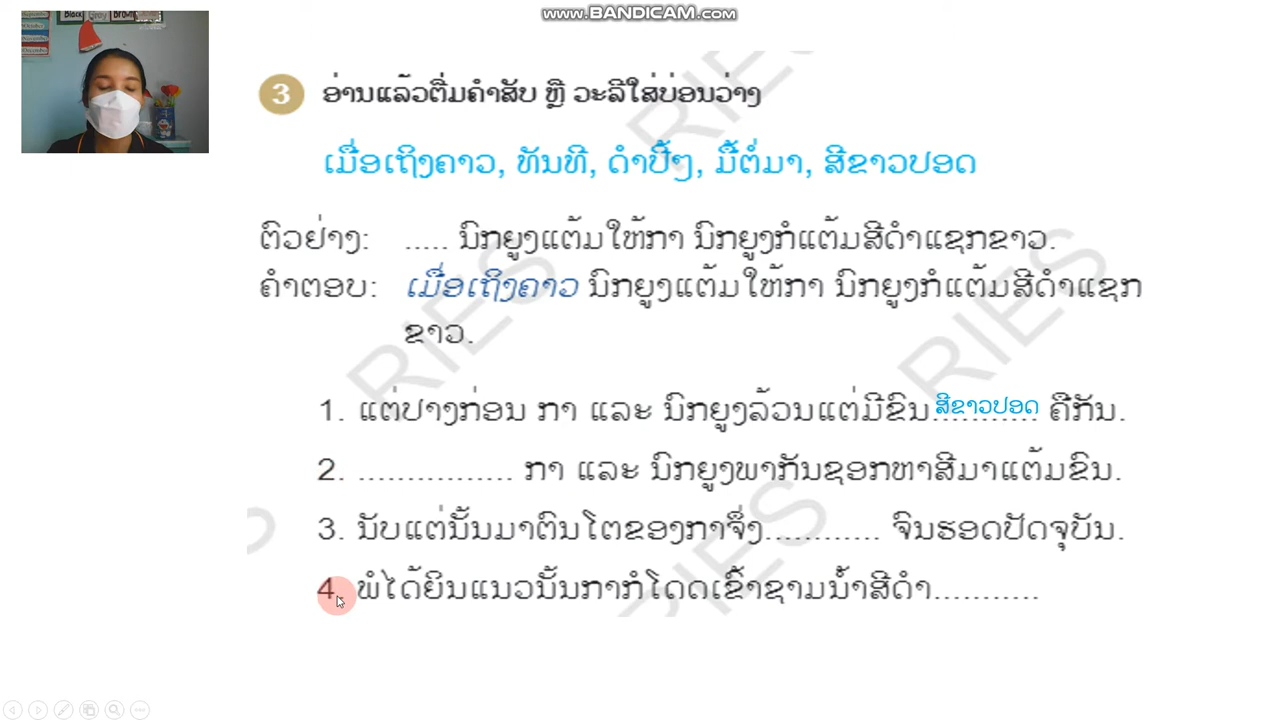 www.BANDICAM.com
Black Grey Brown
3 ອ່ານແລ້ວຕື່ມຄຳສັບ ຫຼື ວະລີໃສ່ບ່ອນວ່າງ
ເມື່ອເຖິງຄາວ, ທັນທີ, ດຳປີ້ໆ, ມື້ຕໍ່ມາ, ສີຂາວປອດ
ຕົວຢ່າງ: ..... ນົກຍູງແຕ້ມໃຫ້ກາ ນົກຍູງກໍແຕ້ມສີດຳແຊກຂາວ.
ຄຳຕອບ: ເມື່ອເຖິງຄາວ ນົກຍູງແຕ້ມໃຫ້ກາ ນົກຍູງກໍແຕ້ມສີດຳແຊກ
ຂາວ.
1. ແຕ່ປາງກ່ອນ ກາ ແລະ ນົກຍູງລ້ວນແຕ່ມີຂົນ ສີຂາວປອດ ຄືກັນ.
2. ................ ກາ ແລະ ນົກຍູງພາກັນຊອກຫາສີມາແຕ້ມຂົນ.
3. ນັບແຕ່ນັ້ນມາຕົນໂຕຂອງກາຈຶ່ງ............ ຈົນຮອດປັດຈຸບັນ.
4. ພໍໄດ້ຍິນແນວນັ້ນກາກໍໂດດເຂົ້າຊາມນ້ຳສີດຳ...........
RIES
RIES
RIES
RIES
RIES